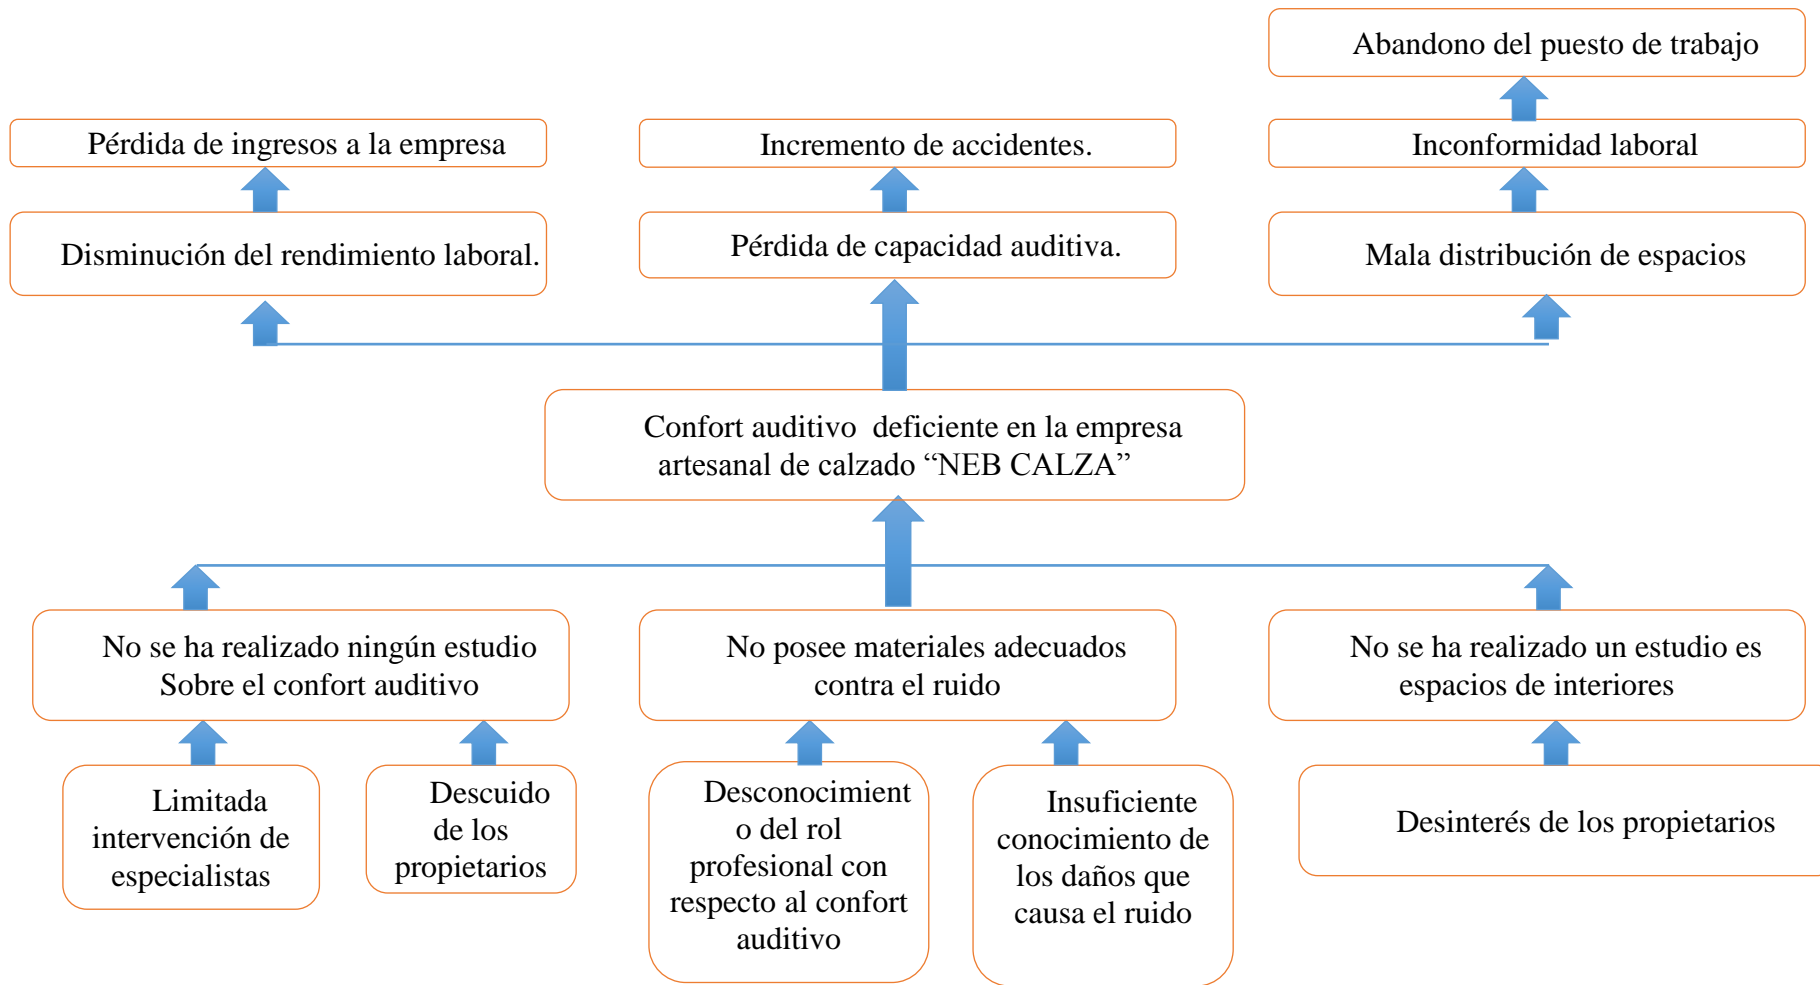 Abandono del puesto de trabajo
Pérdida de ingresos a la empresa
Incremento de accidentes.
Inconformidad laboral
Disminución del rendimiento laboral.
Pérdida de capacidad auditiva.
Mala distribución de espacios
Confort auditivo deficiente en la empresa
artesanal de calzado “NEB CALZA”
No se ha realizado ningún estudio
Sobre el confort auditivo
No posee materiales adecuados
contra el ruido
No se ha realizado un estudio es
espacios de interiores
Limitada
intervención de
especialistas
Descuido
de los
propietarios
Desconocimient
o del rol
profesional con
respecto al confort
auditivo
Insuficiente
conocimiento de
los daños que
causa el ruido
Desinterés de los propietarios